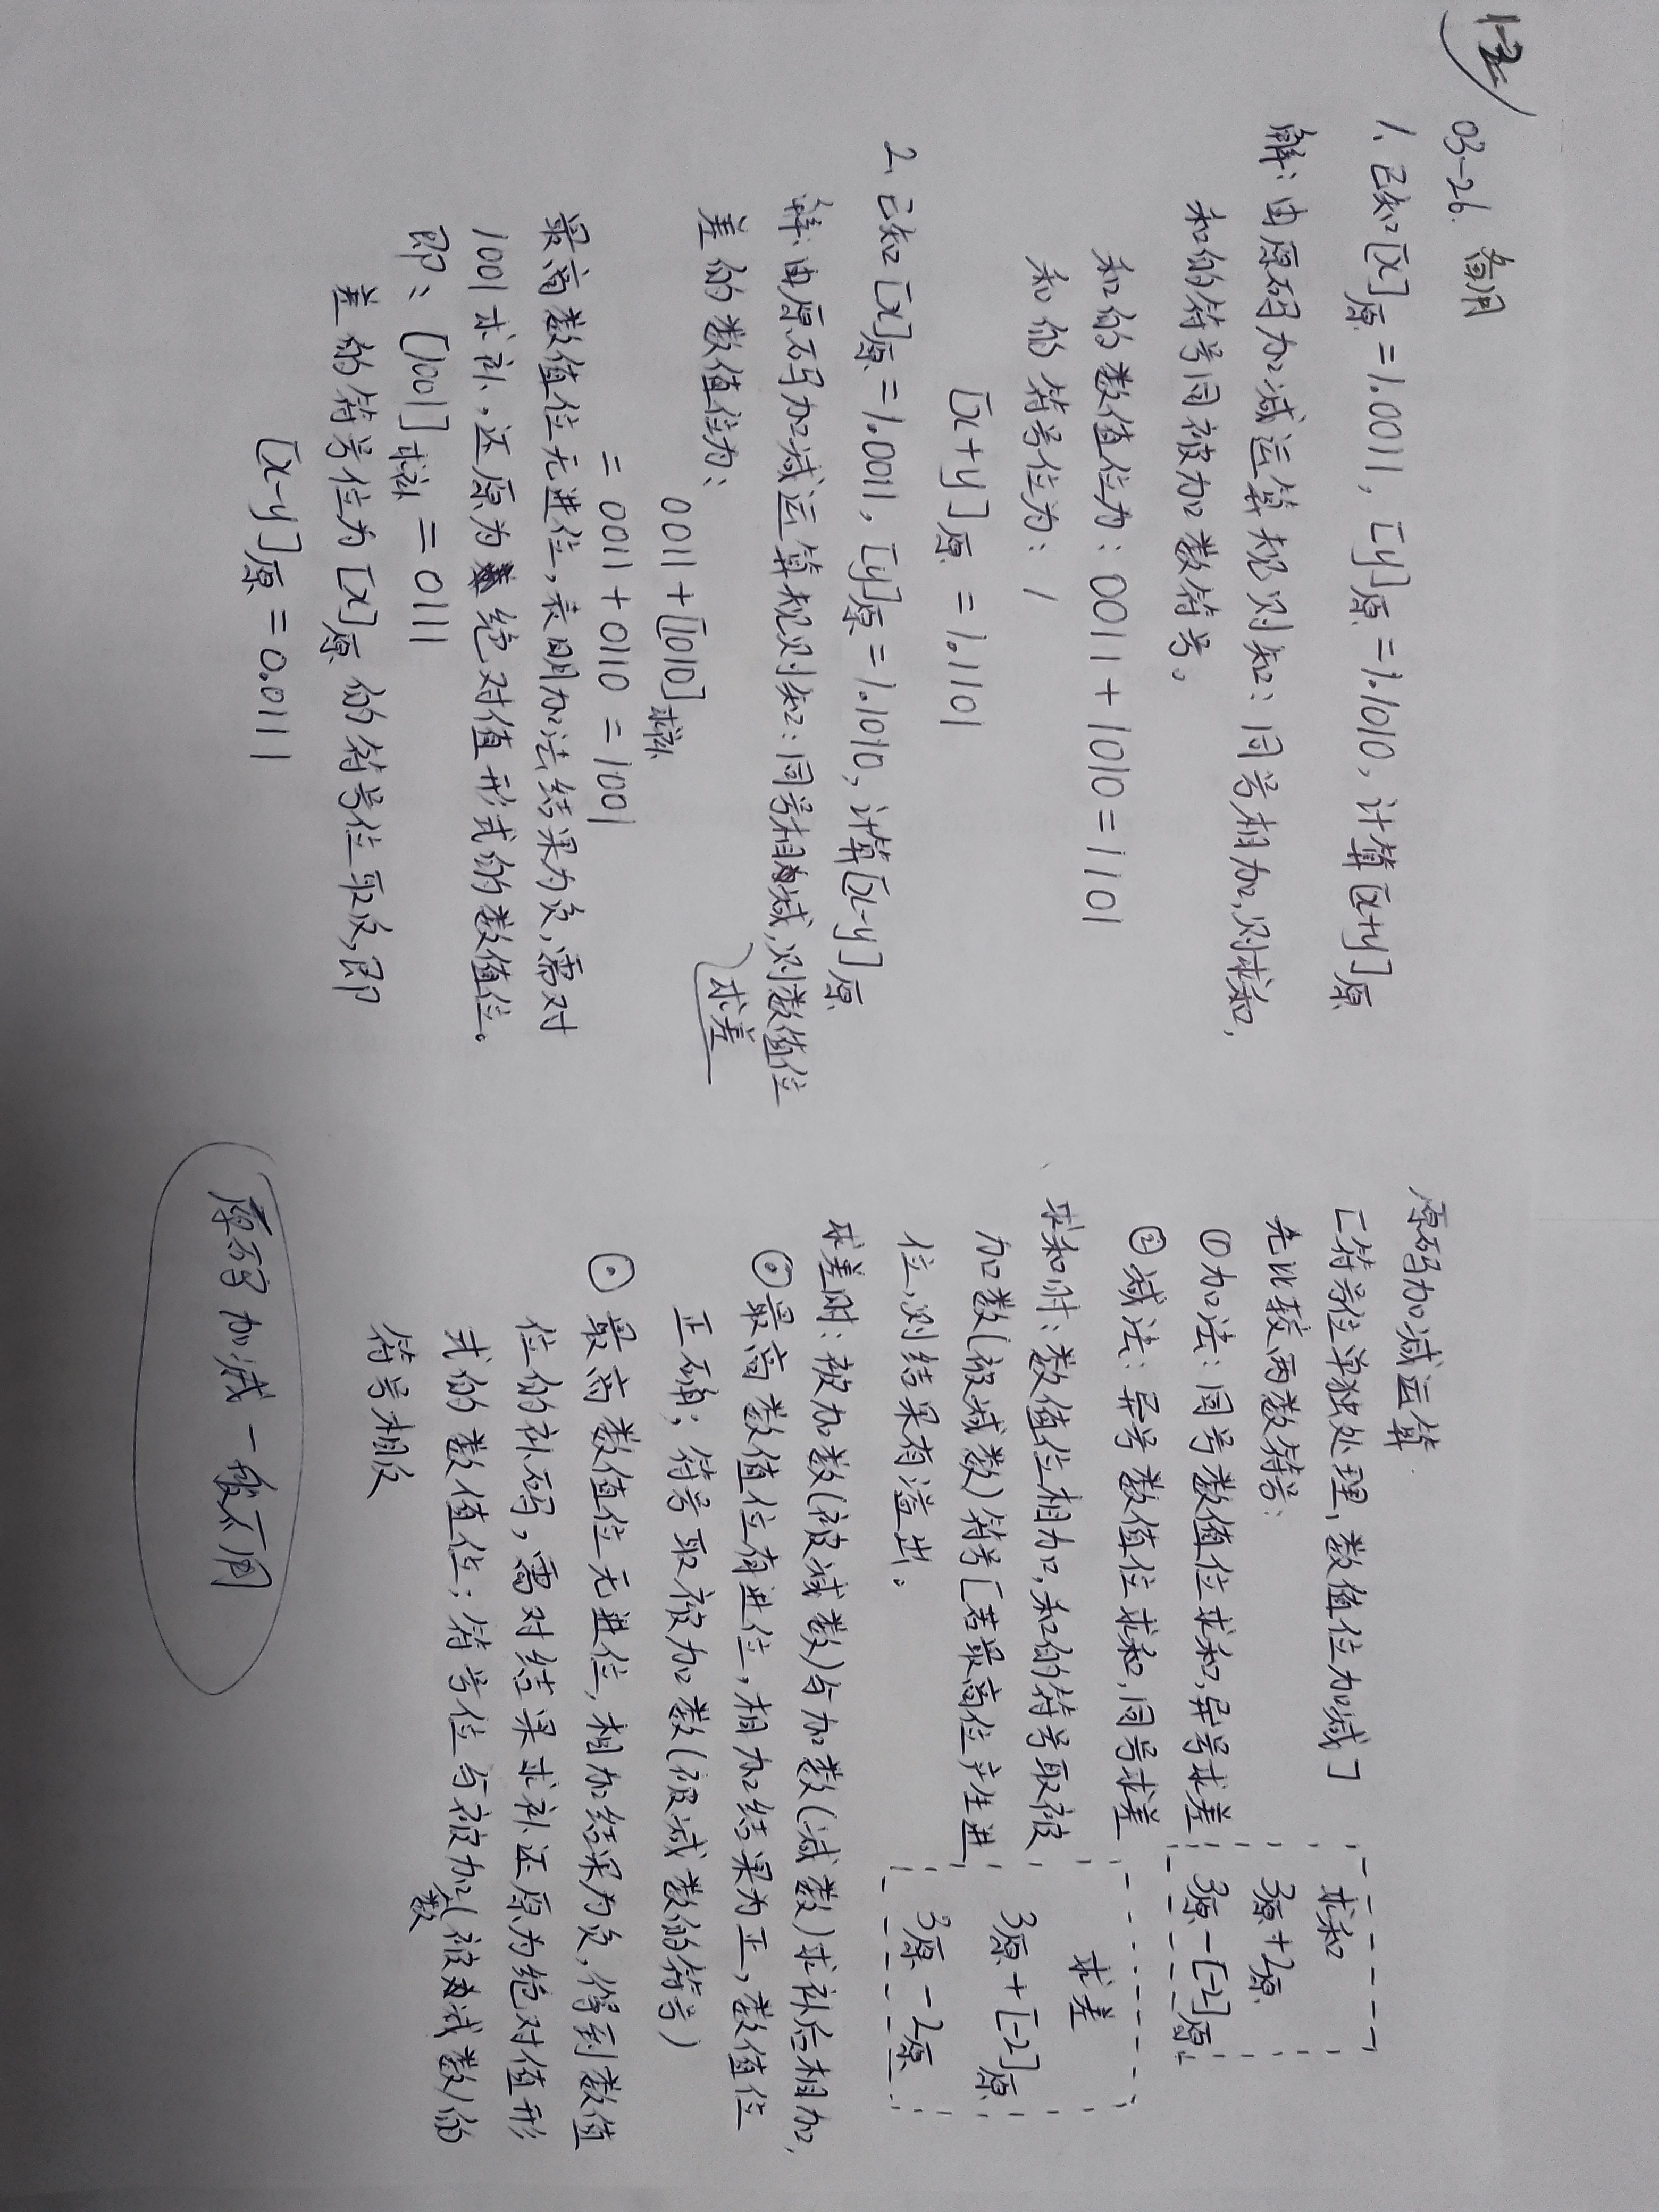 1-2)
03-26. 备用
1、已知[x]原=1.0011, [y]原=1.1010, 计算[x+y]原
解: 由原码加减运算规则知: 同号相加,则求和,
和的符号同被加数符号。
和的数值位为: 0011+1010=1101
和的符号位为: 1
[x+y]原 = 1.1101
2、已知[x]原=1.0011, [y]原=1.1010, 计算[x-y]原
解: 由原码加减运算规则知: 同号相减,则数值位
求差
差的数值位为:
0011+[1010]求补
= 0011+0110 = 1001
最高数值位无进位,表明加法结果为负,需对
1001求补,还原为绝对值形式的数值位。
即: [1001]求补 = 0111
差的符号位为[x]原的符号位取反,即
[x-y]原 = 0.0111
原码加减运算
[符号位单独处理,数值位加减]
先比较两数符号:
①加法: 同号数值位求和,异号求差
②减法: 异号数值位求和,同号求差
求和时: 数值位相加,和的符号取被
加数(被减数)符号[若最高位产生进
位,则结果有溢出。
求差时: 被加数(被减数)与加数(减数)求补后相加,
⊙最高数值位有进位,相加结果为正,数值位
正确; 符号取被加数(被减数的符号)
⊙最高数值位无进位,相加结果为负,得到数值
位的补码,需对结果求补还原为绝对值形
式的数值位; 符号位与被加数(被减数)的
符号相反
求和
3原+2原
3原-[-2]原
求差
3原+[-2]原
3原-2原
原码加减一般不用